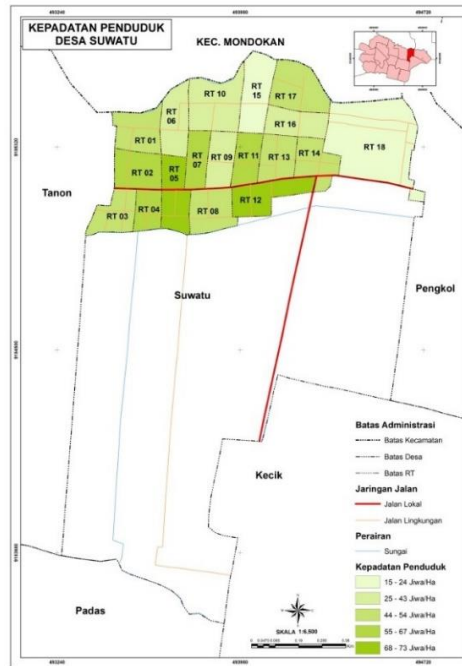 KEPADATAN PENDUDUK
DESA SUWATU
KEC. MONDOKAN
RT 10
RT
15
RT 17
RT
06
RT 16
RT 01
RT 18
RT
07
RT 09
RT 11
RT 13
RT 14
RT 02
RT
05
Tanon
RT 03
RT 04
RT 08
RT 12
Suwatu
Pengkol
Kecik
Padas
Batas Administrasi
Batas Kecamatan
Batas Desa
Batas RT
Jaringan Jalan
Jalan Lokal
Jalan Lingkungan
Perairan
Sungai
Kepadatan Penduduk
15 - 24 Jiwa/Ha
25 - 43 Jiwa/Ha
44 - 54 Jiwa/Ha
55 - 67 Jiwa/Ha
68 - 73 Jiwa/Ha
SKALA 1:6.500